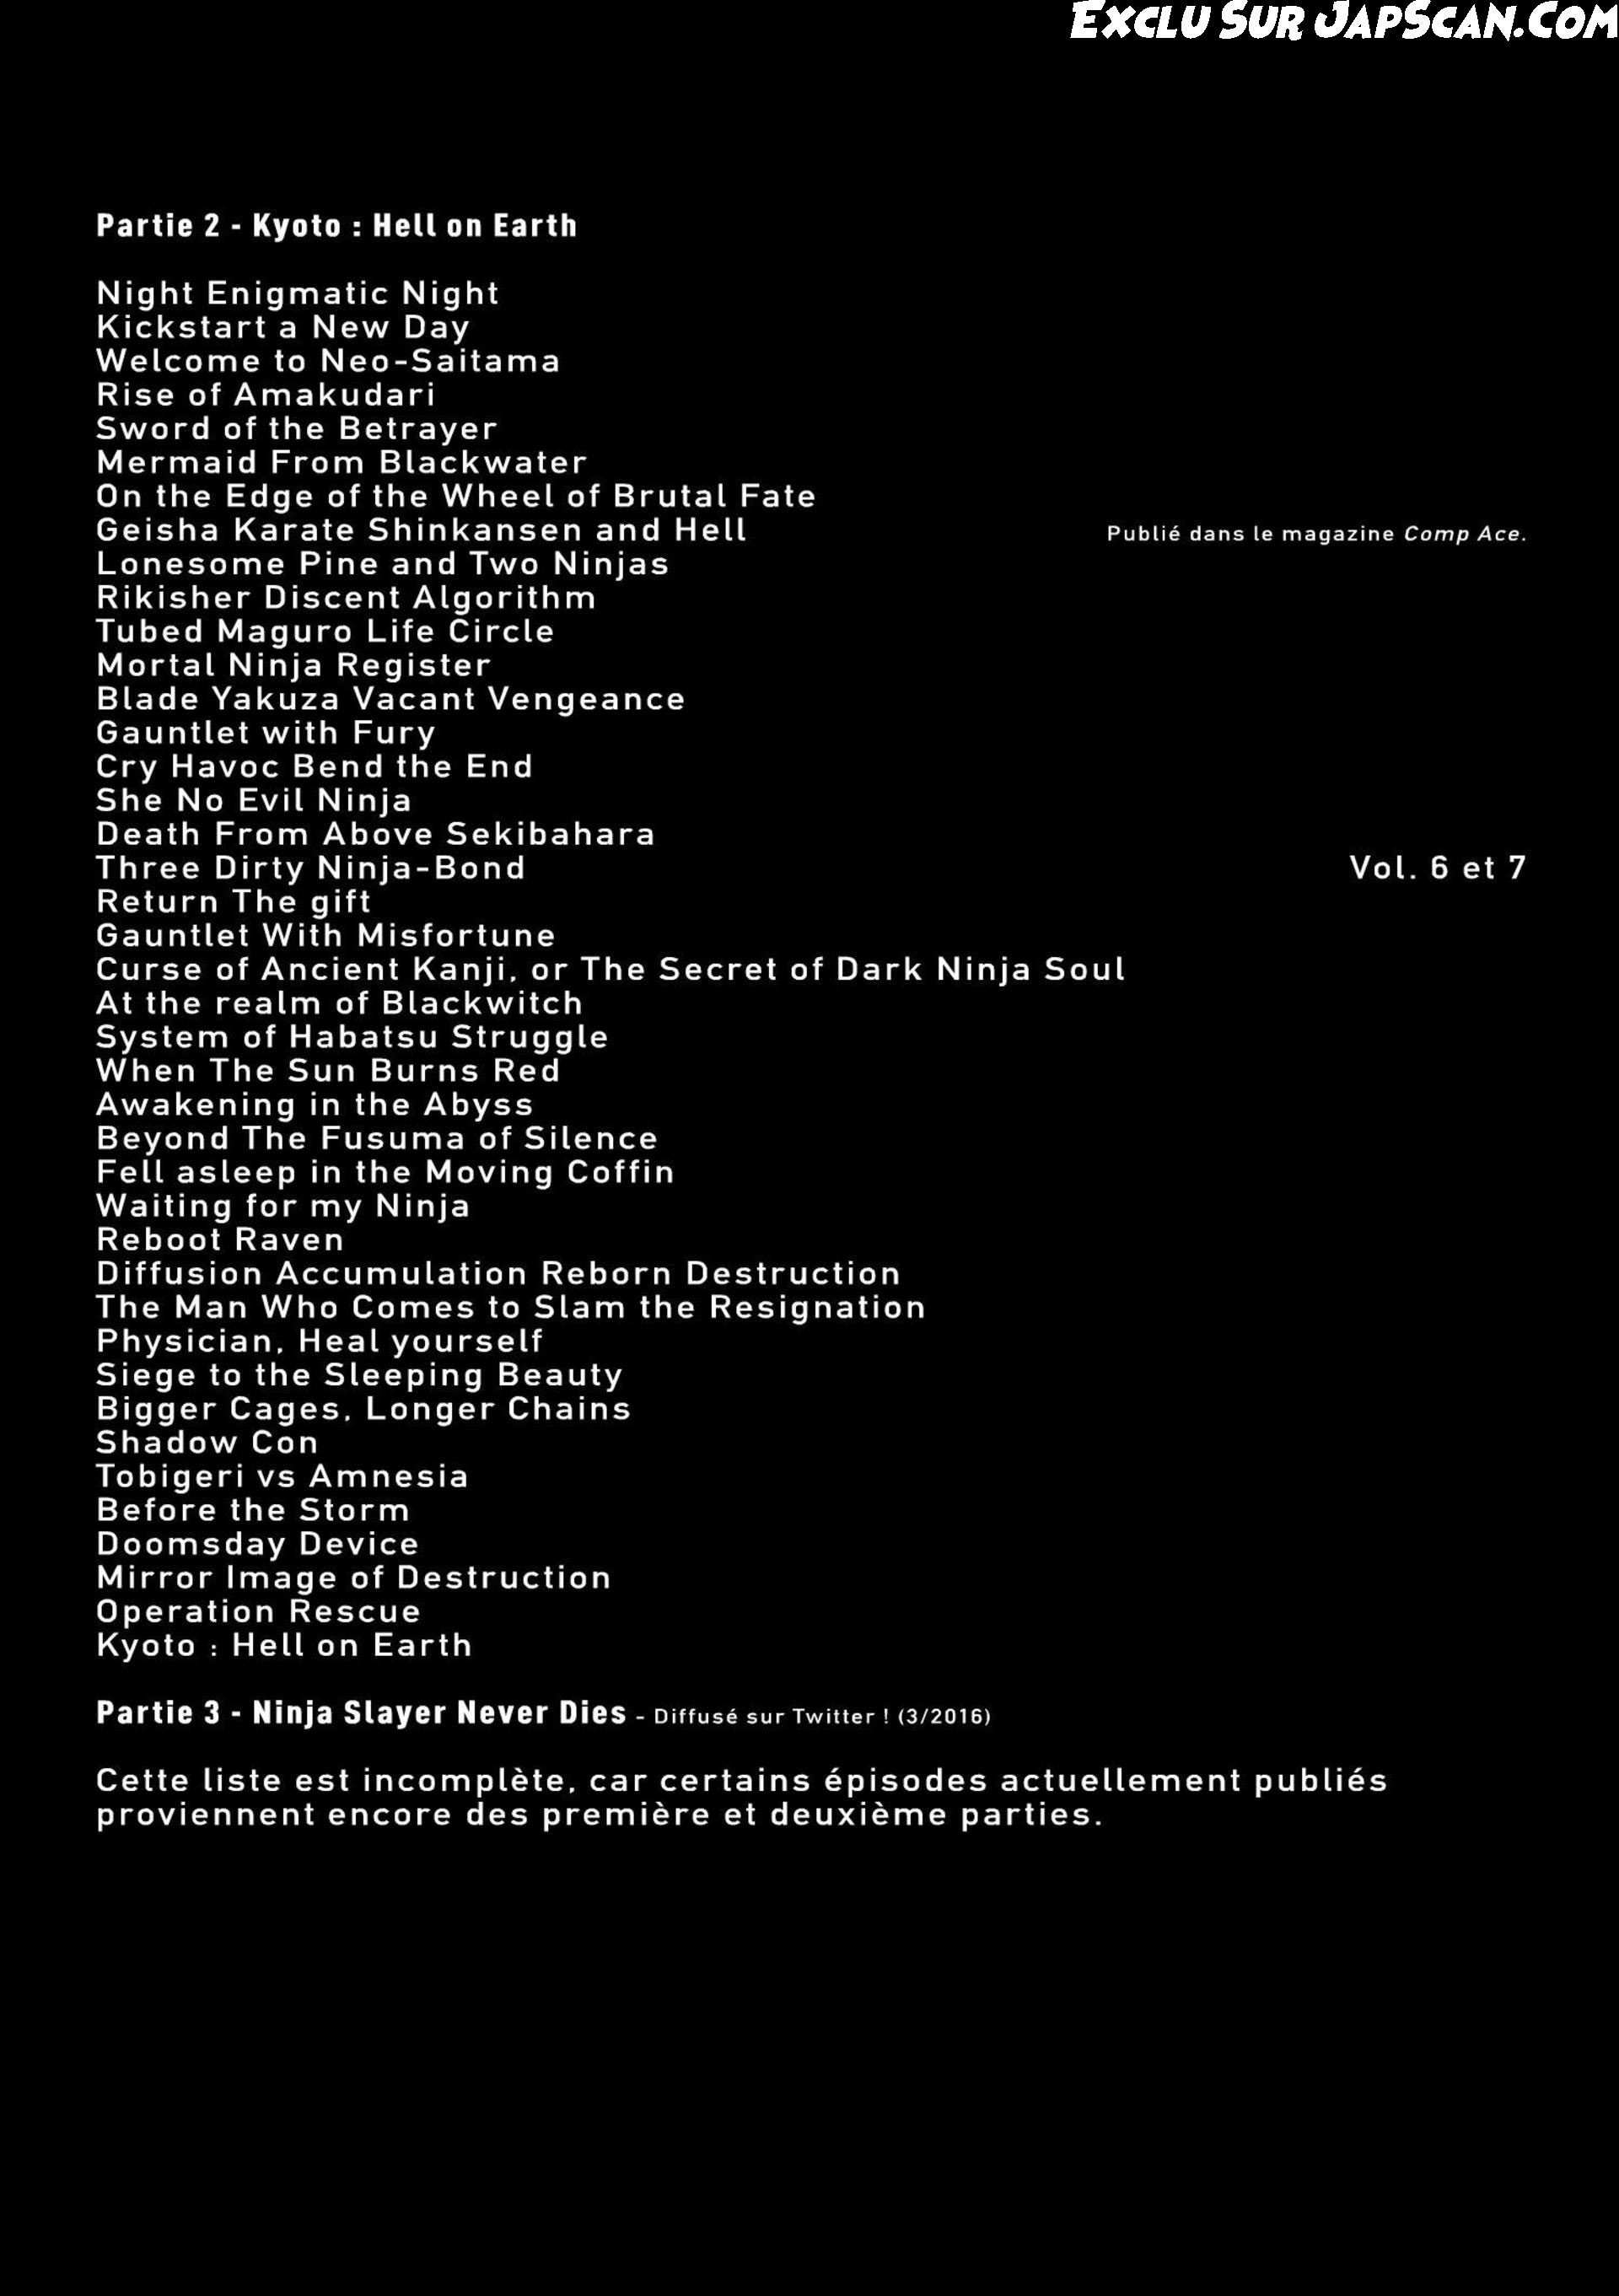 EXCLU SUR JAPSCAN.COM
Partie 2 - Kyoto : Hell on Earth
Night Enigmatic Night
Kickstart a New Day
Welcome to Neo-Saitama
Rise of Amakudari
Sword of the Betrayer
Mermaid From Blackwater
On the Edge of the Wheel of Brutal Fate
Geisha Karate Shinkansen and Hell Publié dans le magazine Comp Ace.
Lonesome Pine and Two Ninjas
Rikisher Discent Algorithm
Tubed Maguro Life Circle
Mortal Ninja Register
Blade Yakuza Vacant Vengeance
Gauntlet with Fury
Cry Havoc Bend the End
She No Evil Ninja
Death From Above Sekibahara
Three Dirty Ninja-Bond Vol. 6 et 7
Return The gift
Gauntlet With Misfortune
Curse of Ancient Kanji, or The Secret of Dark Ninja Soul
At the realm of Blackwitch
System of Habatsu Struggle
When The Sun Burns Red
Awakening in the Abyss
Beyond The Fusuma of Silence
Fell asleep in the Moving Coffin
Waiting for my Ninja
Reboot Raven
Diffusion Accumulation Reborn Destruction
The Man Who Comes to Slam the Resignation
Physician, Heal yourself
Siege to the Sleeping Beauty
Bigger Cages, Longer Chains
Shadow Con
Tobigeri vs Amnesia
Before the Storm
Doomsday Device
Mirror Image of Destruction
Operation Rescue
Kyoto : Hell on Earth
Partie 3 - Ninja Slayer Never Dies - Diffusé sur Twitter ! (3/2016)
Cette liste est incomplète, car certains épisodes actuellement publiés
proviennent encore des première et deuxième parties.